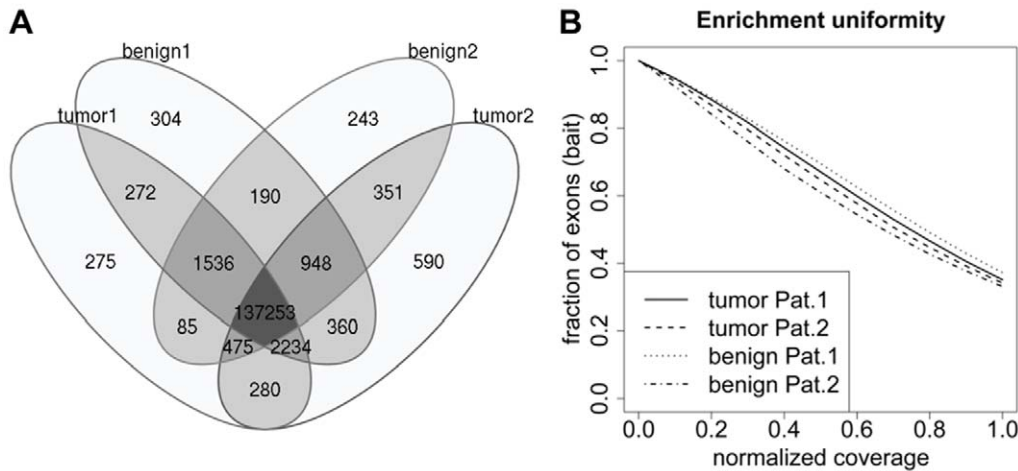 A
benign1
benign2
tumor1
tumor2
304
243
272
190
351
275
1536
948
590
137253
85
360
475
2234
280
B
Enrichment uniformity
fraction of exons (bait)
1.0
0.8
0.6
0.4
0.2
0.0
tumor Pat.1
tumor Pat.2
benign Pat.1
benign Pat.2
0.0 0.2 0.4 0.6 0.8 1.0
normalized coverage